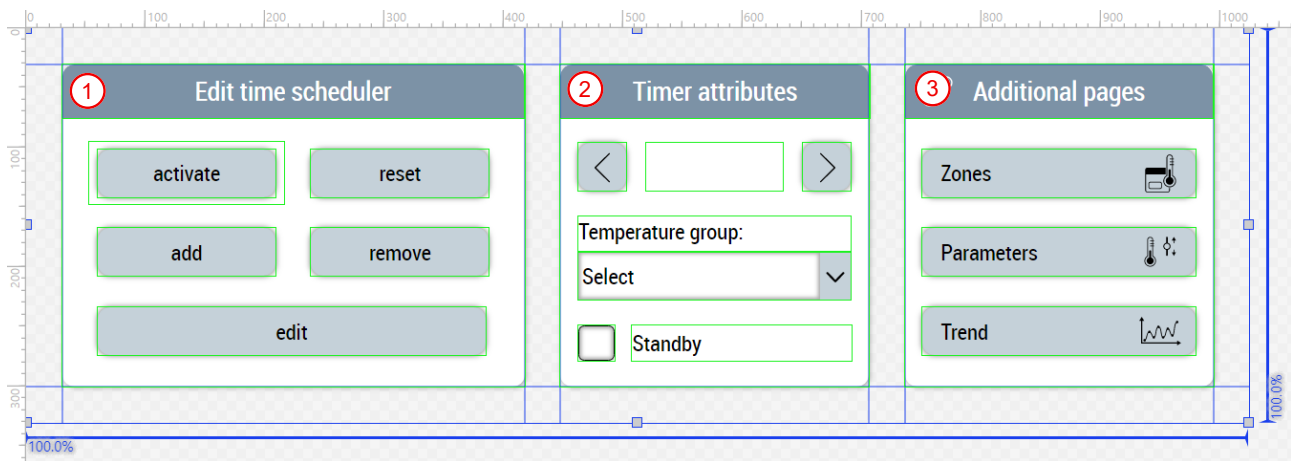 0 100 200 300 400 500 600 700 800 900 1000
0
1 Edit time scheduler
2 Timer attributes
3 Additional pages
100
activate reset
Zones
add remove
Temperature group:
Parameters
200
Select
edit
Standby
Trend
300
100.0%
100.0%